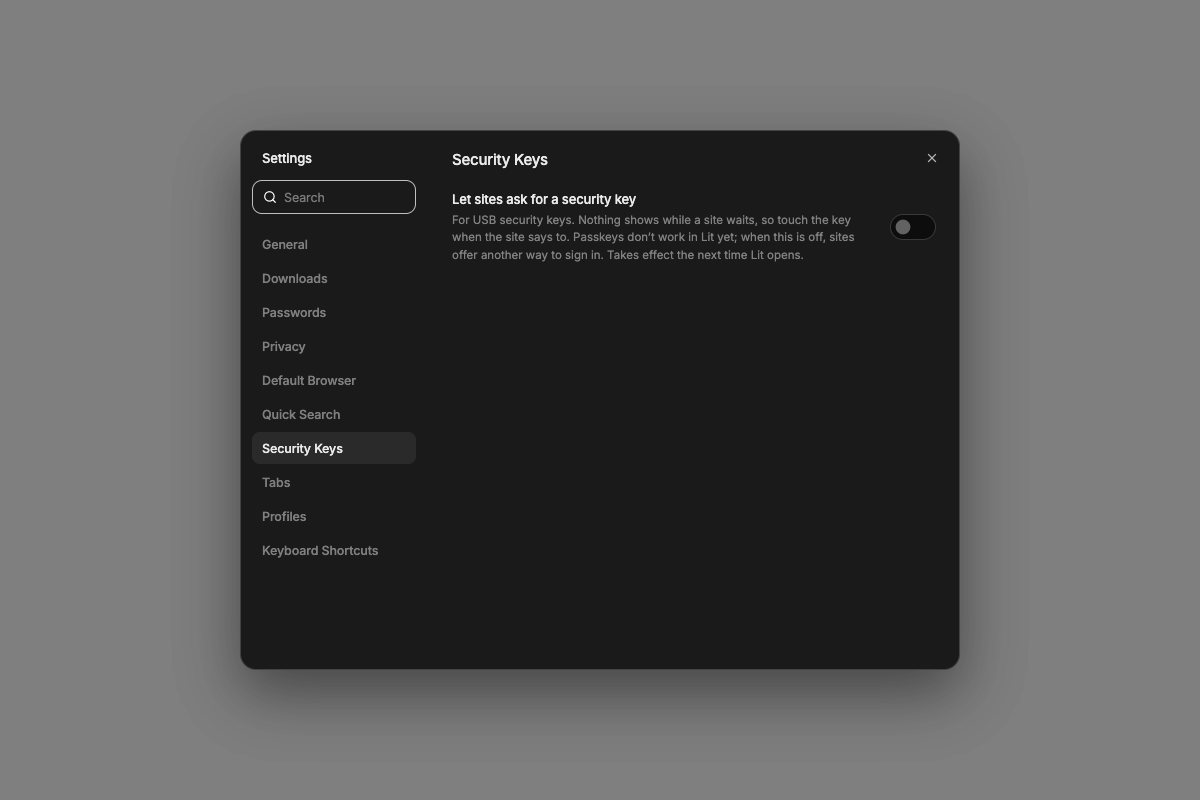 Settings
Search
General
Downloads
Passwords
Privacy
Default Browser
Quick Search
Security Keys
Tabs
Profiles
Keyboard Shortcuts
Security Keys
Let sites ask for a security key
For USB security keys. Nothing shows while a site waits, so touch the key
when the site says to. Passkeys don’t work in Lit yet; when this is off, sites
offer another way to sign in. Takes effect the next time Lit opens.